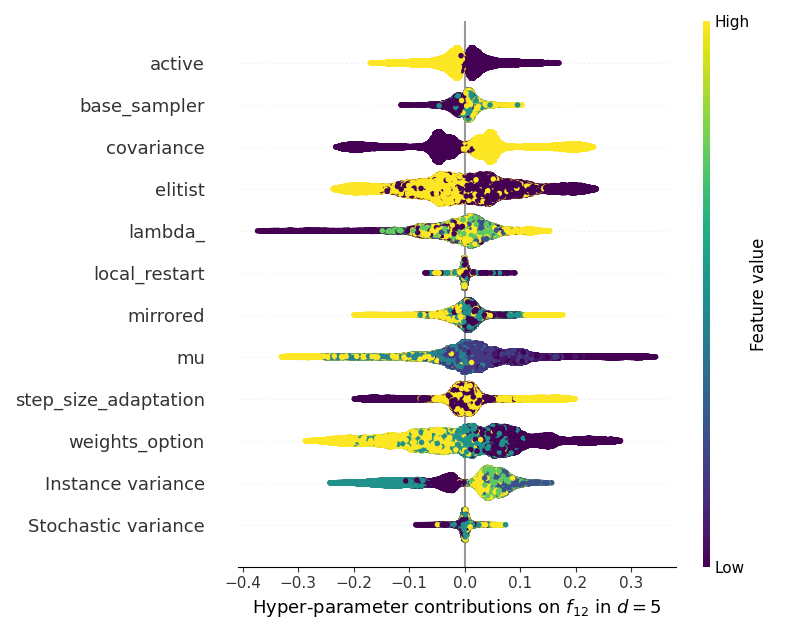 High
active
base_sampler
covariance
elitist
lambda_
local_restart
mirrored
mu
step_size_adaptation
weights_option
Instance variance
Stochastic variance
Feature value
Low
−0.4 −0.3 −0.2 −0.1 0.0 0.1 0.2 0.3
Hyper-parameter contributions on f₁₂ in d = 5